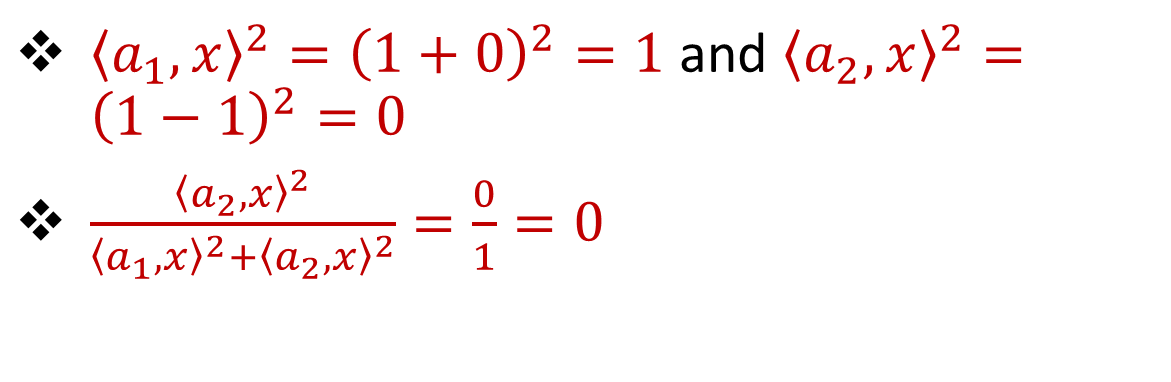 ❖ ⟨a₁, x⟩² = (1 + 0)² = 1 and ⟨a₂, x⟩² =
(1 − 1)² = 0
❖ ⟨a₂,x⟩² / ⟨a₁,x⟩²+⟨a₂,x⟩² = 0/1 = 0